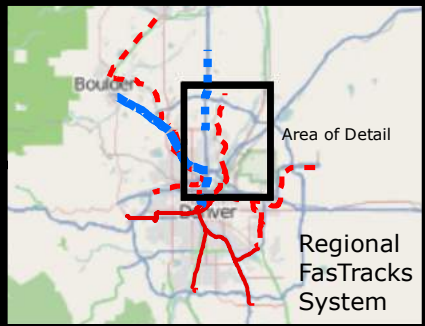 Boulder
Area of Detail
Denver
Regional
FasTracks
System